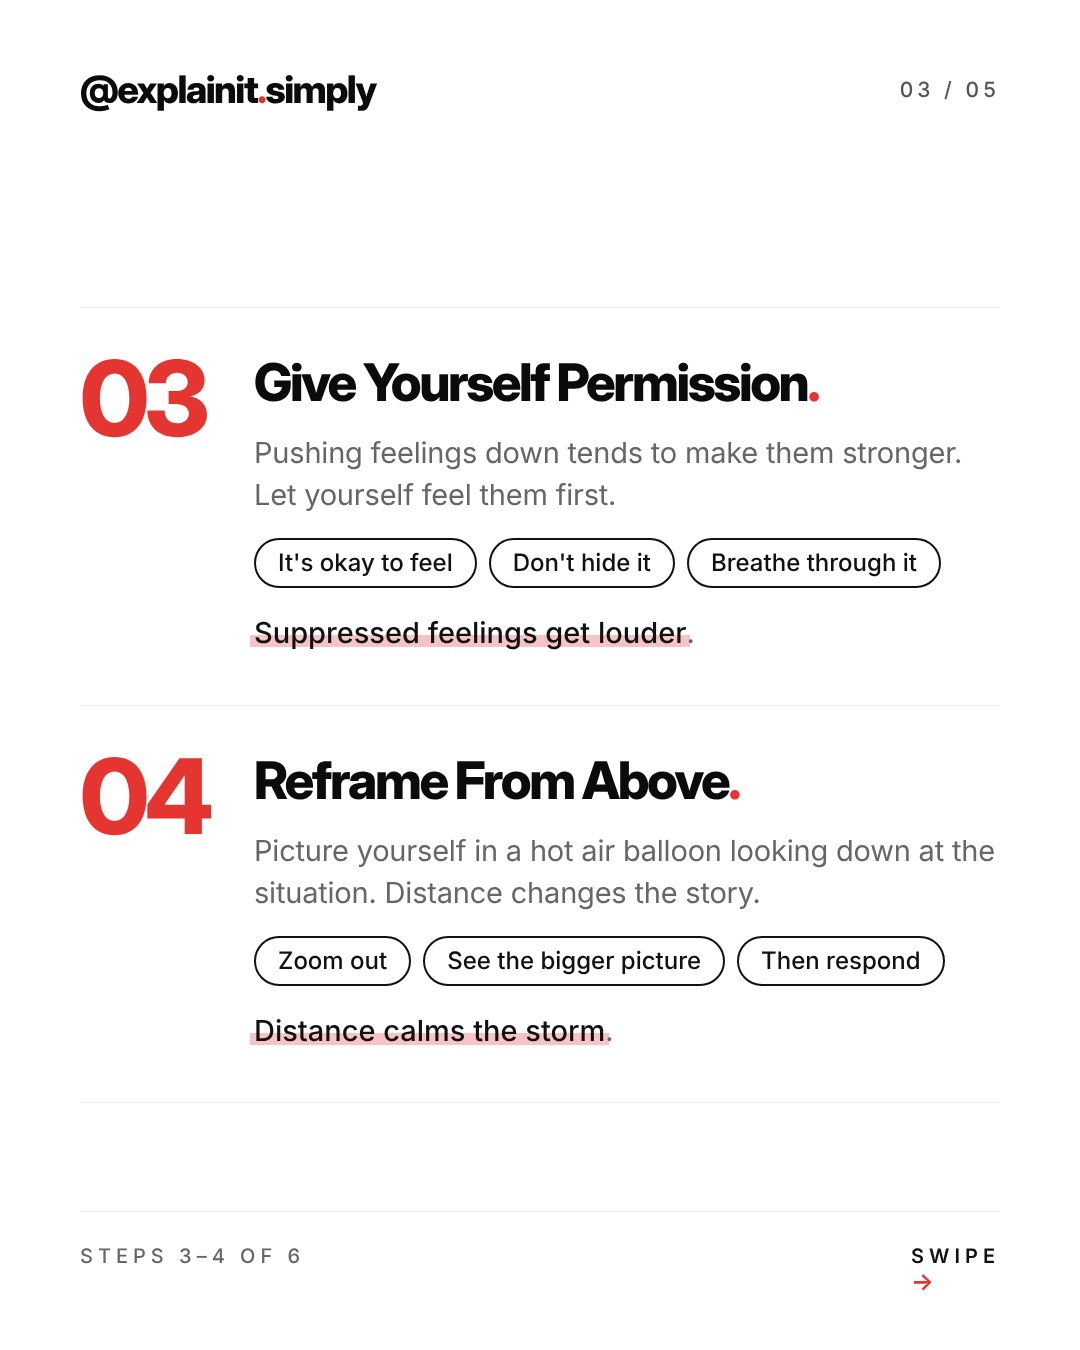 @explainit.simply
03 / 05
03
Give Yourself Permission.
Pushing feelings down tends to make them stronger.
Let yourself feel them first.
It's okay to feel
Don't hide it
Breathe through it
Suppressed feelings get louder.
04
Reframe From Above.
Picture yourself in a hot air balloon looking down at the
situation. Distance changes the story.
Zoom out
See the bigger picture
Then respond
Distance calms the storm.
STEPS 3–4 OF 6
SWIPE
→